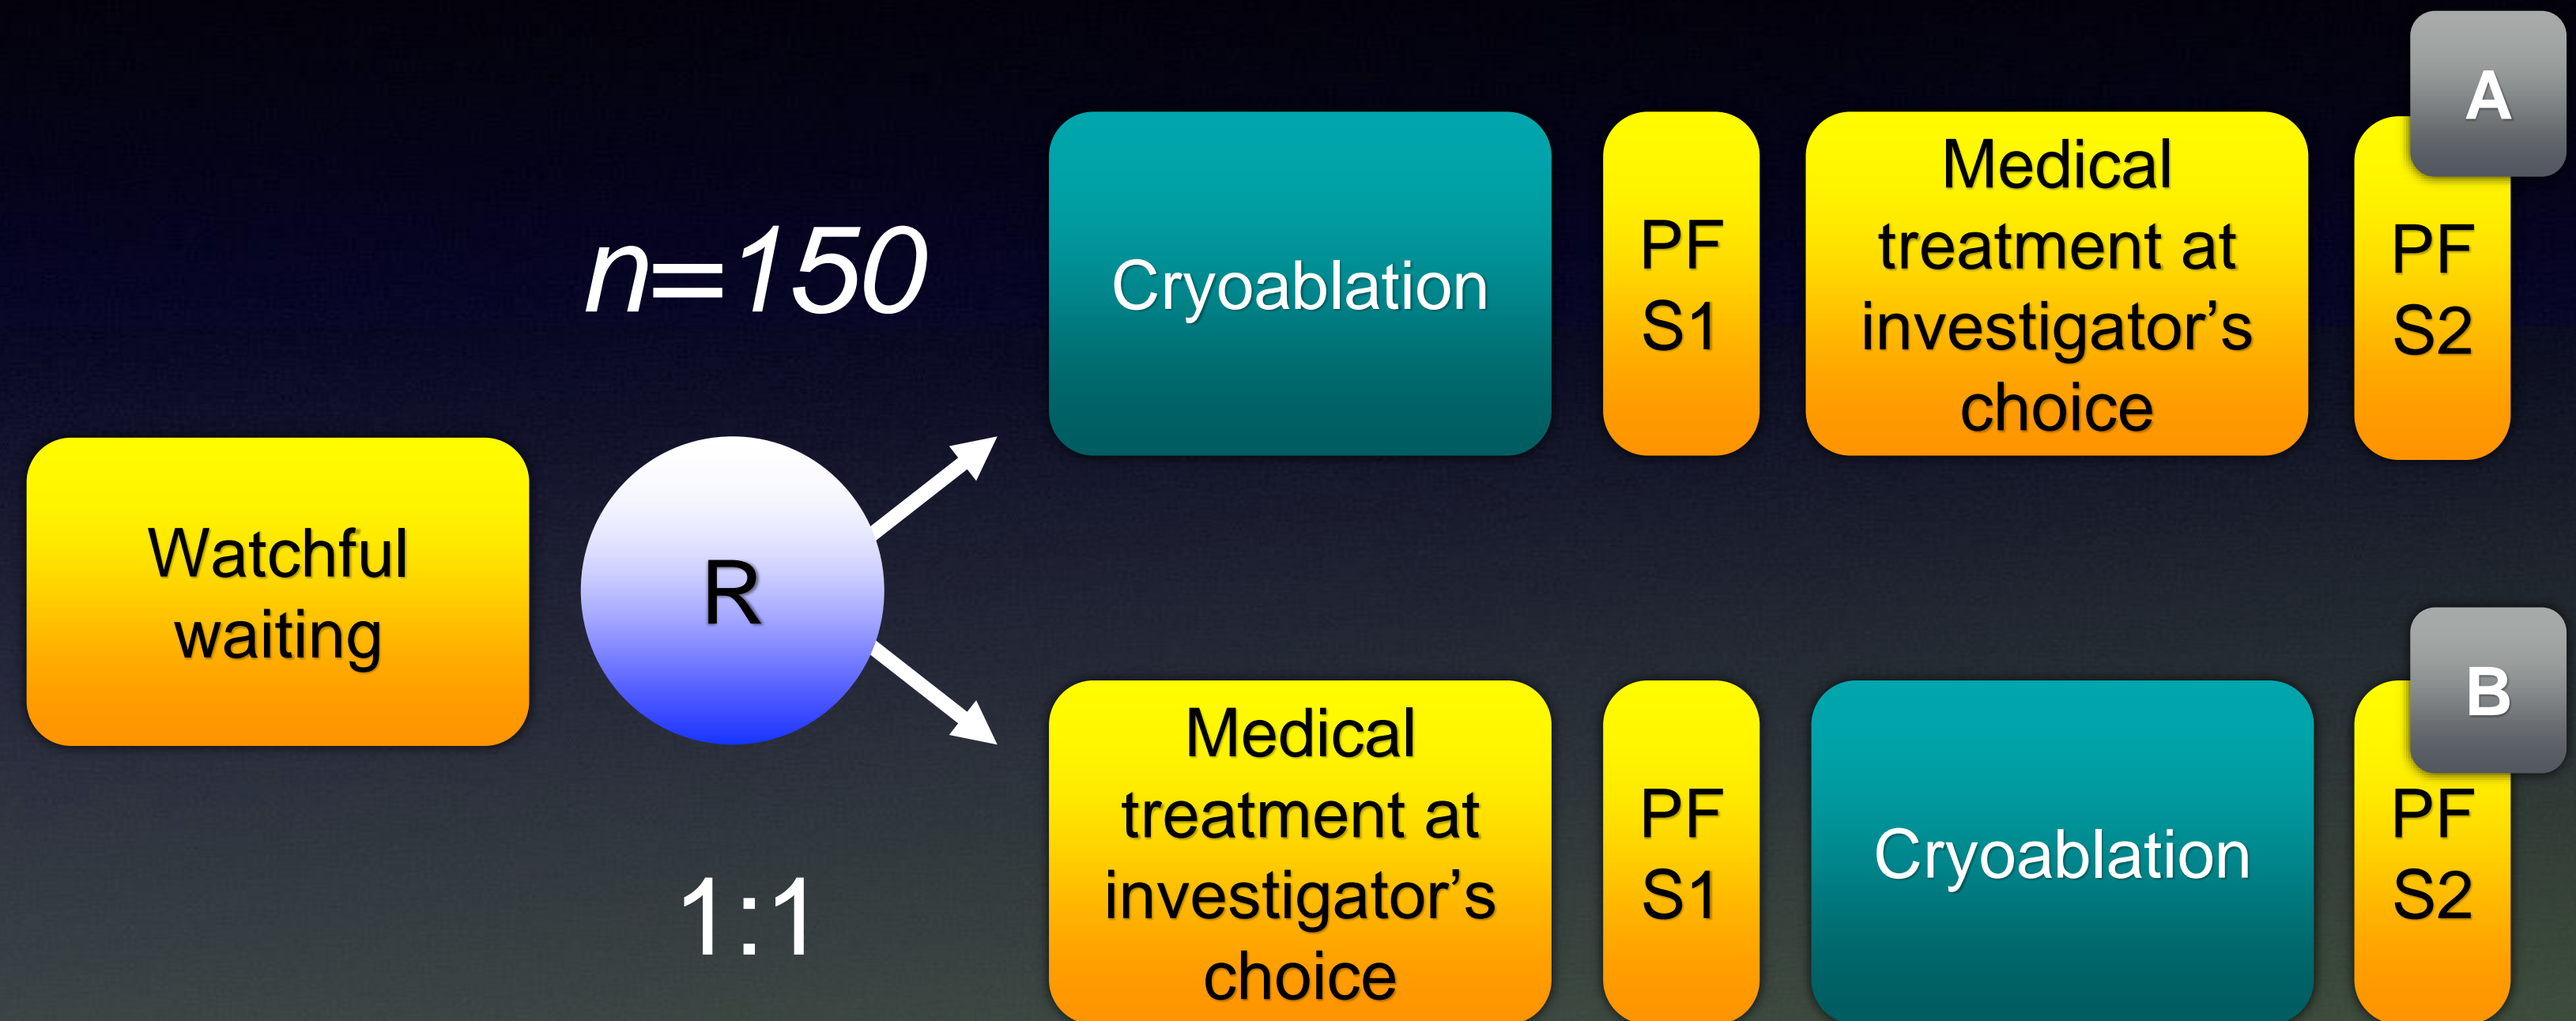 Watchful
waiting
n=150
R
1:1
Cryoablation
PF
S1
Medical
treatment at
investigator’s
choice
PF
S2
A
Medical
treatment at
investigator’s
choice
PF
S1
Cryoablation
PF
S2
B